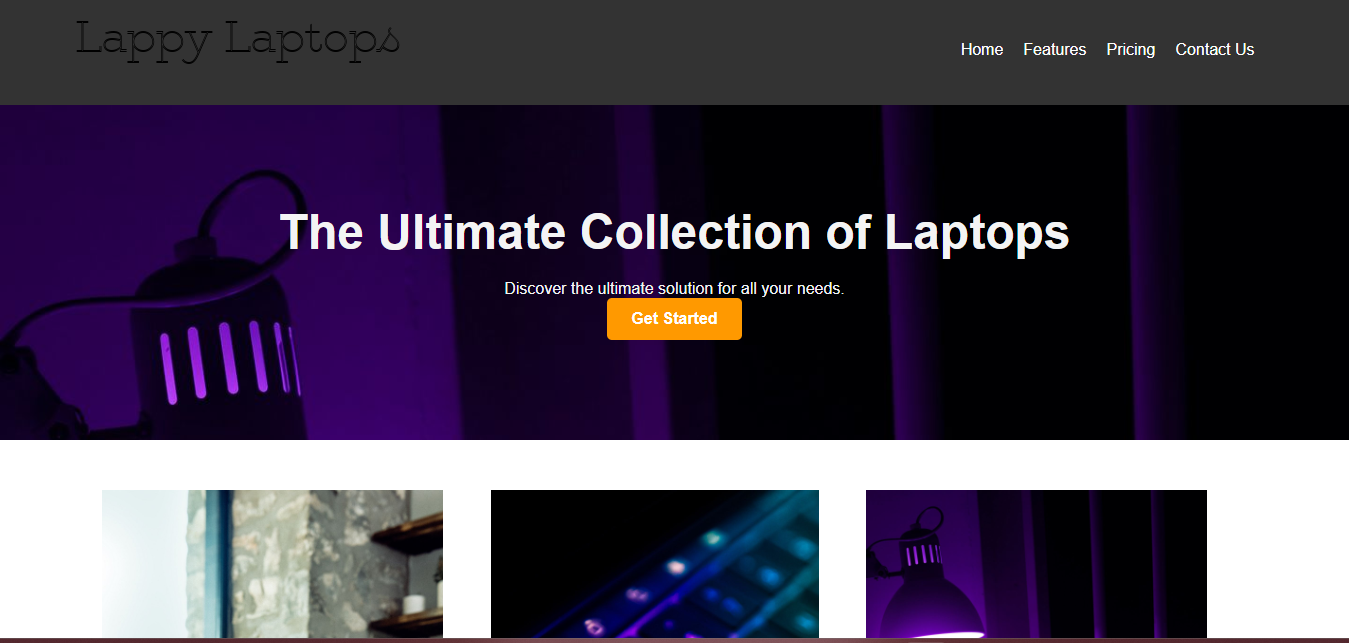 Lappy Laptops
Home Features Pricing Contact Us
The Ultimate Collection of Laptops
Discover the ultimate solution for all your needs.
Get Started